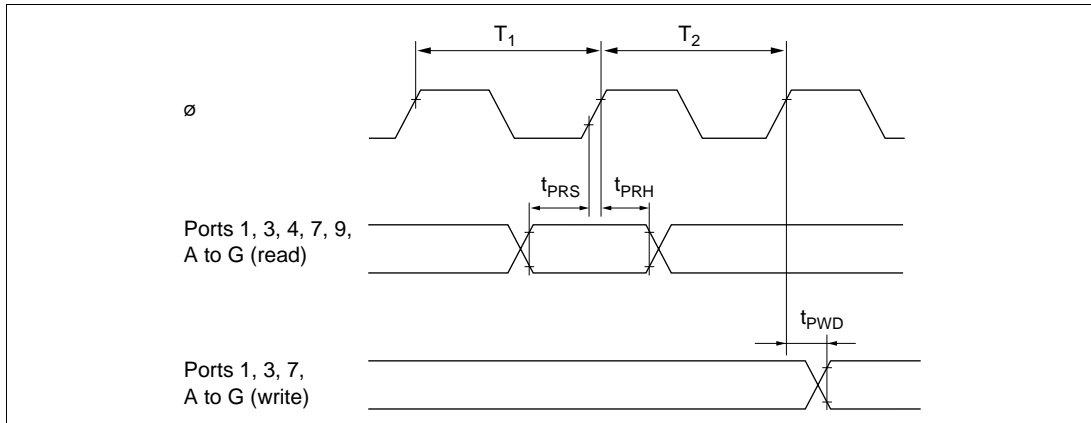 T1 T2
ø
tPRS tPRH
Ports 1, 3, 4, 7, 9,
A to G (read)
tPWD
Ports 1, 3, 7,
A to G (write)